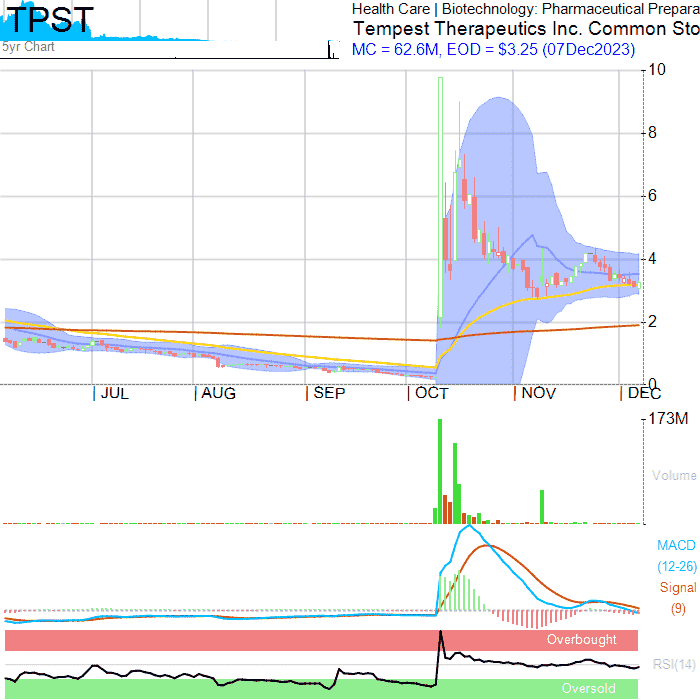 TPST
Health Care | Biotechnology: Pharmaceutical Prepara
Tempest Therapeutics Inc. Common Sto
5yr Chart
MC = 62.6M, EOD = $3.25 (07Dec2023)
10
8
6
4
2
0
JUL AUG SEP OCT NOV DEC
173M
Volume
MACD
(12-26)
Signal
(9)
Overbought
RSI(14)
Oversold